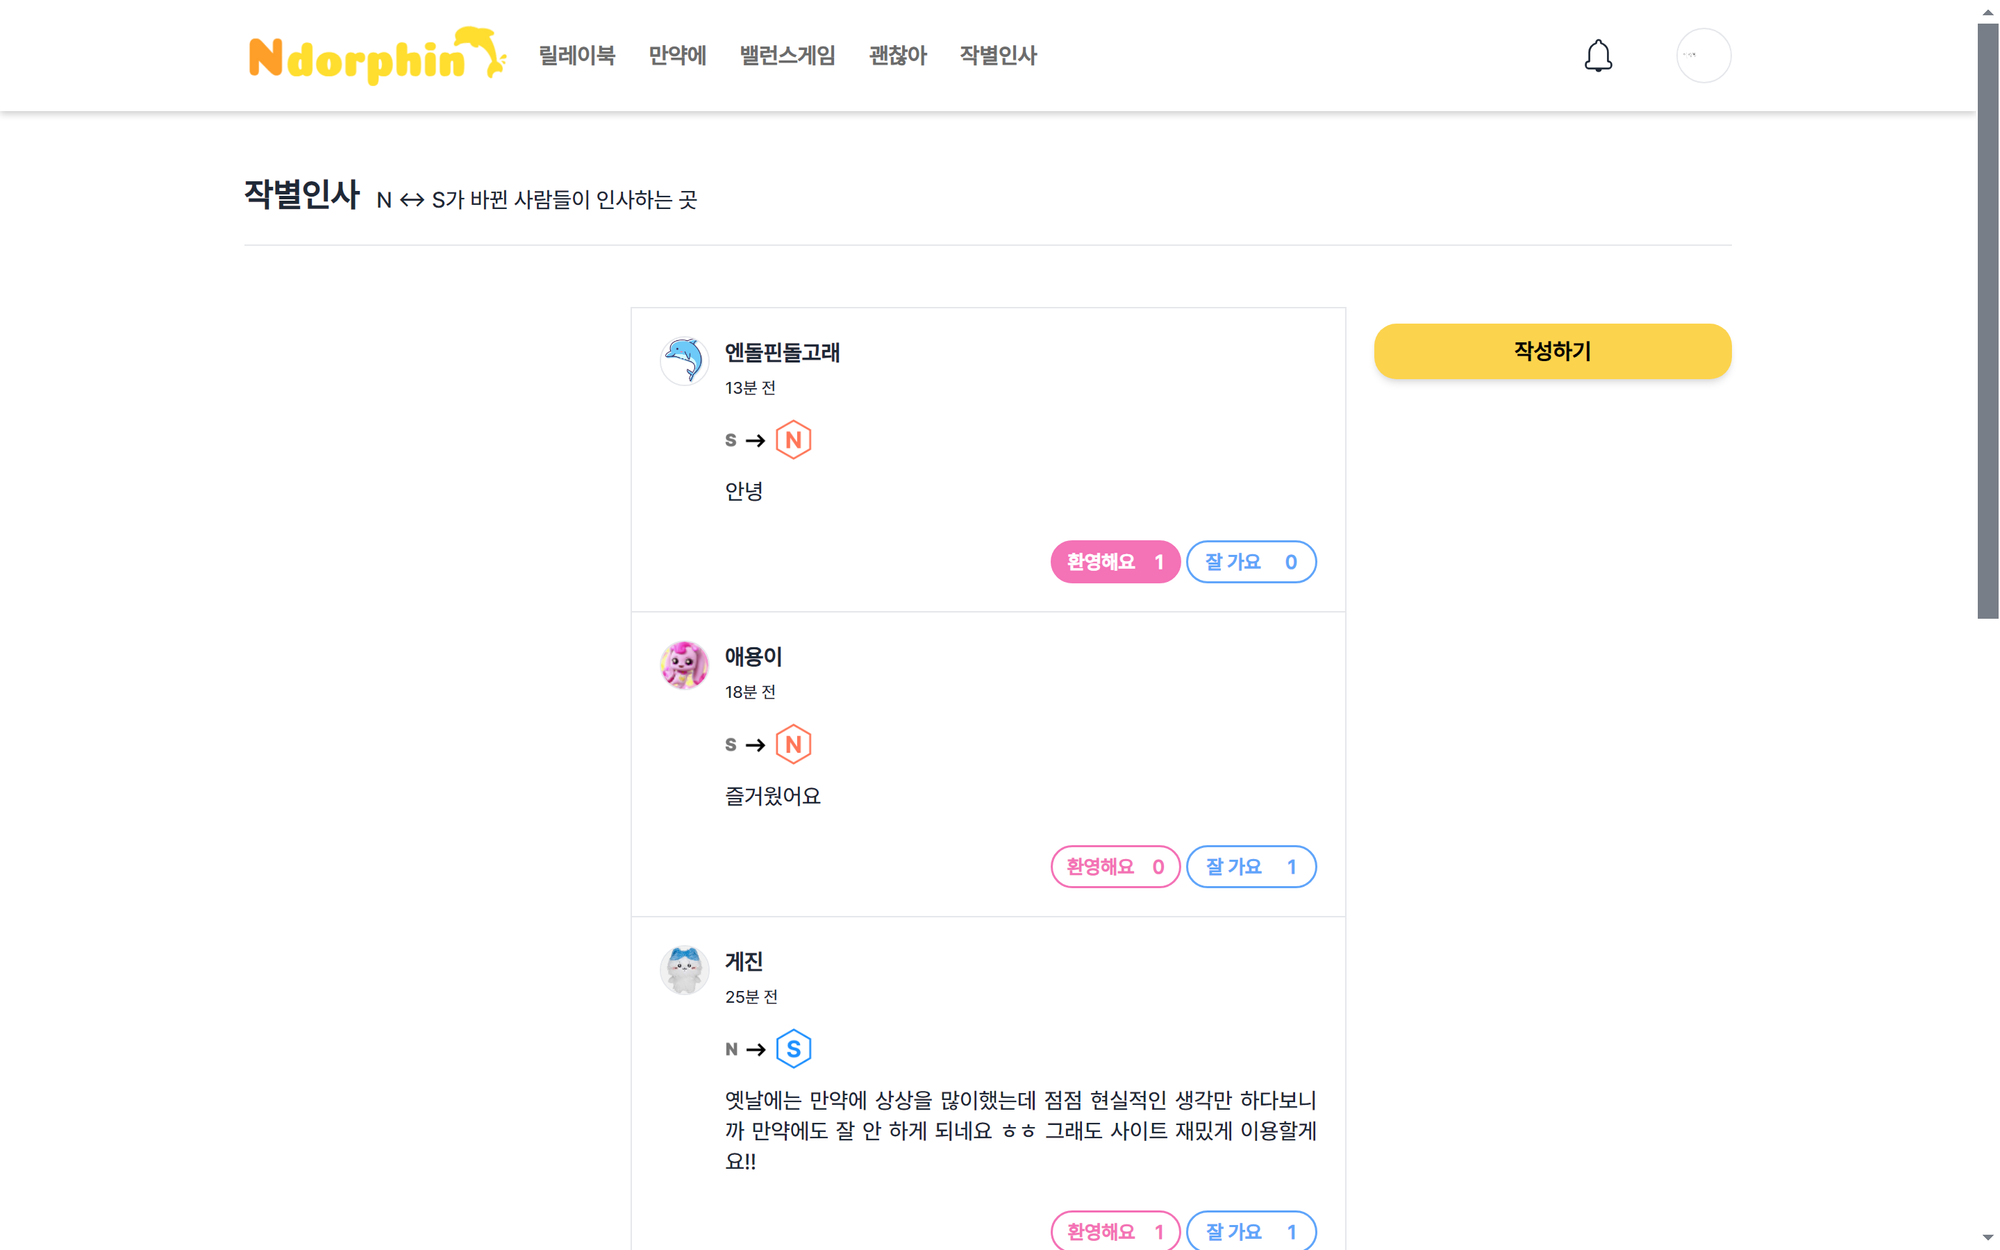 Ndorphin 릴레이북 만약에 밸런스게임 괜찮아 작별인사
작별인사 N ↔ S가 바뀐 사람들이 인사하는 곳
작성하기
엔돌핀돌고래
13분 전
S → N
안녕
환영해요 1 잘 가요 0
애용이
18분 전
S → N
즐거웠어요
환영해요 0 잘 가요 1
게진
25분 전
N → S
옛날에는 만약에 상상을 많이했는데 점점 현실적인 생각만 하다보니
까 만약에도 잘 안 하게 되네요 ㅎㅎ 그래도 사이트 재밌게 이용할게
요!!
환영해요 1 잘 가요 1